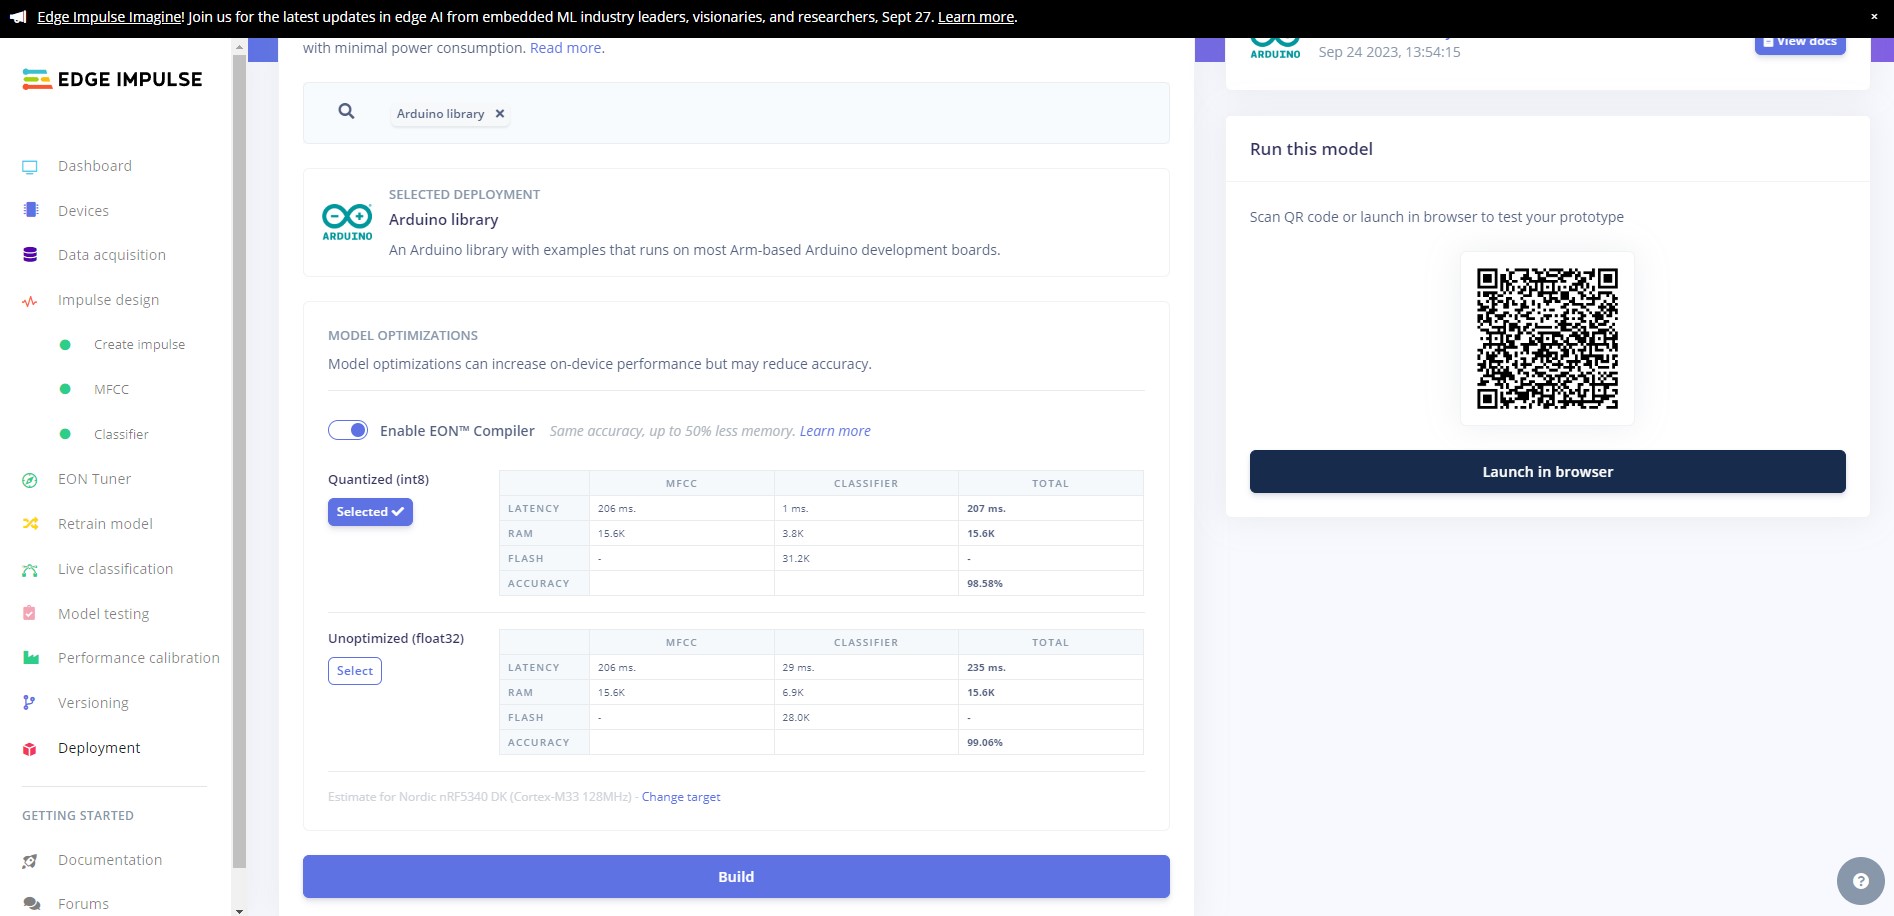 Edge Impulse Imagine! Join us for the latest updates in edge AI from embedded ML industry leaders, visionaries, and researchers, Sept 27. Learn more.
×
EDGE IMPULSE
Dashboard
Devices
Data acquisition
Impulse design
Create impulse
MFCC
Classifier
EON Tuner
Retrain model
Live classification
Model testing
Performance calibration
Versioning
Deployment
GETTING STARTED
Documentation
Forums
with minimal power consumption. Read more.
Arduino library ×
ARDUINO
SELECTED DEPLOYMENT
Arduino library
An Arduino library with examples that runs on most Arm-based Arduino development boards.
MODEL OPTIMIZATIONS
Model optimizations can increase on-device performance but may reduce accuracy.
Enable EON™ Compiler Same accuracy, up to 50% less memory. Learn more
Quantized (int8)
Selected
MFCC CLASSIFIER TOTAL
LATENCY 206 ms. 1 ms. 207 ms.
RAM 15.6K 3.8K 15.6K
FLASH - 31.2K -
ACCURACY 98.58%
Unoptimized (float32)
Select
MFCC CLASSIFIER TOTAL
LATENCY 206 ms. 29 ms. 235 ms.
RAM 15.6K 6.9K 15.6K
FLASH - 28.0K -
ACCURACY 99.06%
Estimate for Nordic nRF5340 DK (Cortex-M33 128MHz) - Change target
Build
ARDUINO
Sep 24 2023, 13:54:15
View docs
Run this model
Scan QR code or launch in browser to test your prototype
Launch in browser
?